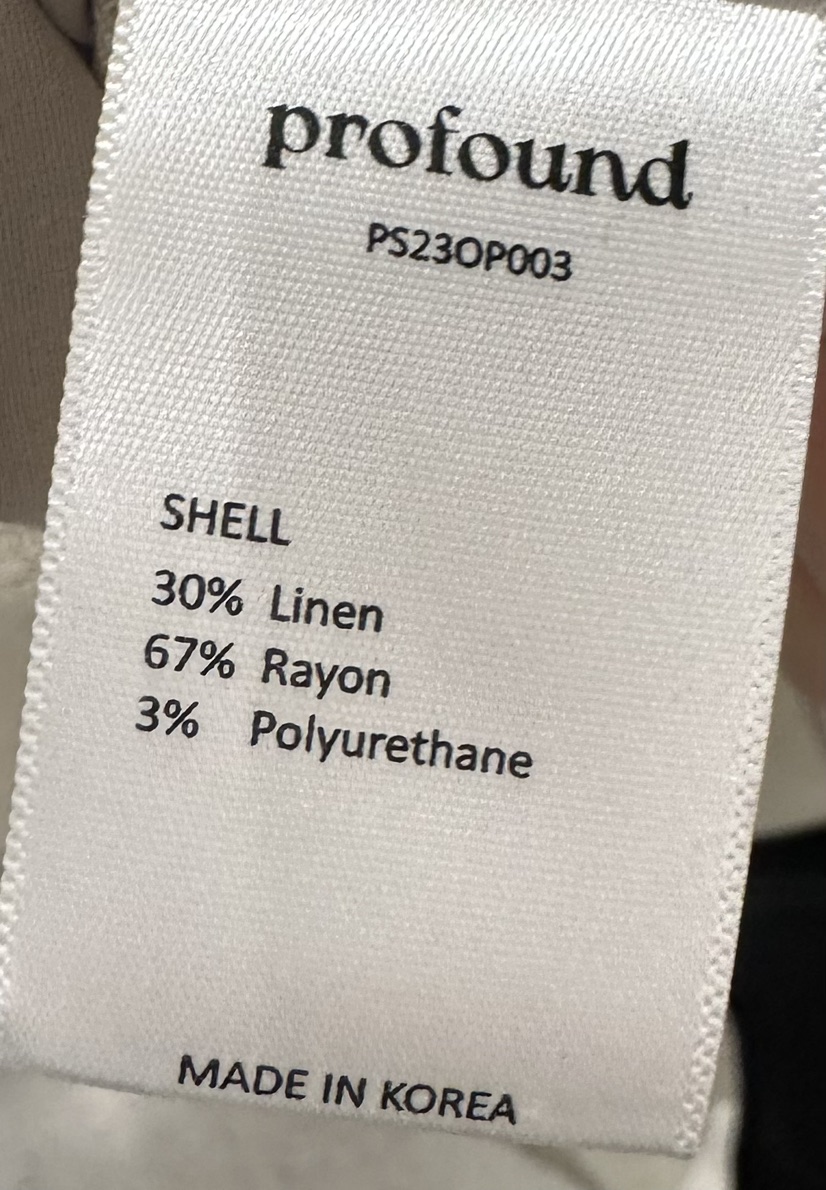 profound
PS23OP003
SHELL
30% Linen
67% Rayon
3% Polyurethane
MADE IN KOREA